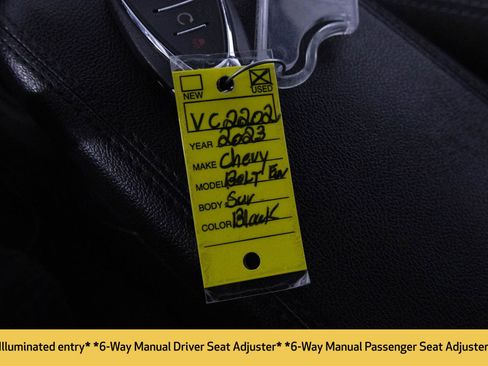 NEW USED
VC2202
YEAR 2023
MAKE Chevy
MODEL BOLT EUV
BODY SUV
COLOR Black
Illuminated entry* *6-Way Manual Driver Seat Adjuster* *6-Way Manual Passenger Seat Adjuster